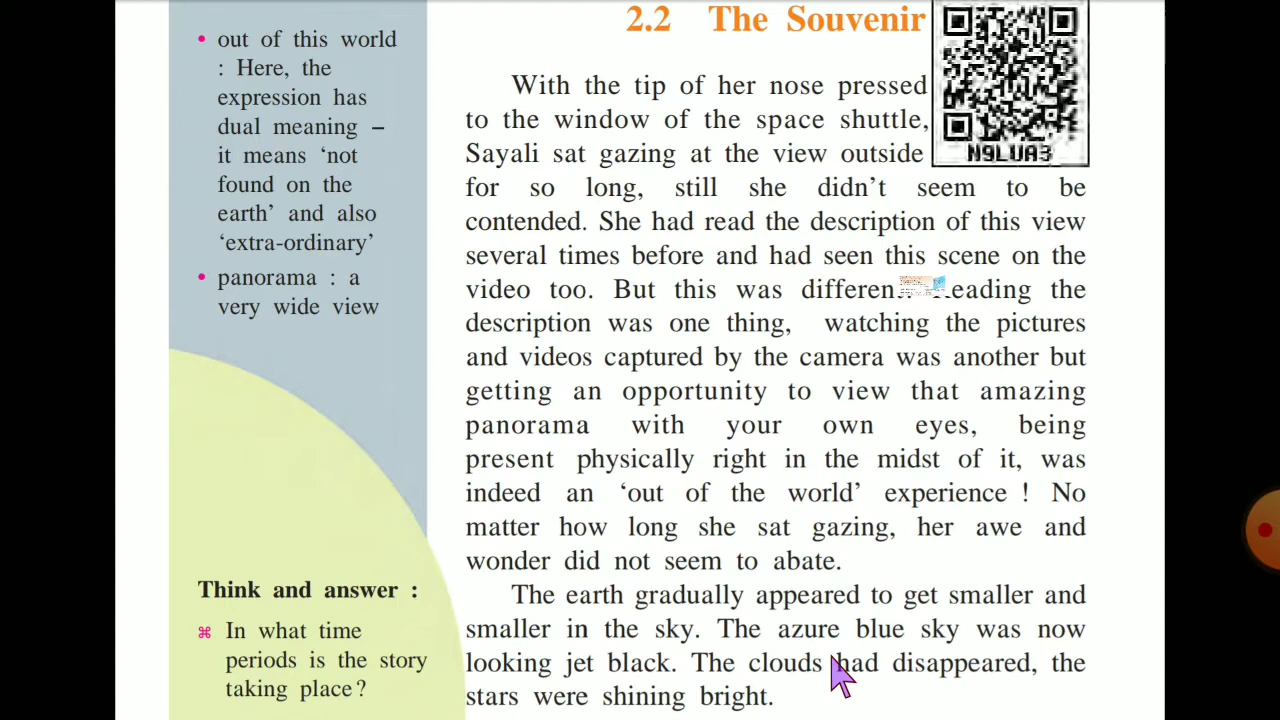 • out of this world
: Here, the
expression has
dual meaning –
it means ‘not
found on the
earth’ and also
‘extra-ordinary’
• panorama : a
very wide view
Think and answer :
⌘ In what time
periods is the story
taking place?
2.2 The Souvenir
N9LUA3
With the tip of her nose pressed
to the window of the space shuttle,
Sayali sat gazing at the view outside
for so long, still she didn’t seem to be
contended. She had read the description of this view
several times before and had seen this scene on the
video too. But this was different. Reading the
description was one thing, watching the pictures
and videos captured by the camera was another but
getting an opportunity to view that amazing
panorama with your own eyes, being
present physically right in the midst of it, was
indeed an ‘out of the world’ experience ! No
matter how long she sat gazing, her awe and
wonder did not seem to abate.
The earth gradually appeared to get smaller and
smaller in the sky. The azure blue sky was now
looking jet black. The clouds had disappeared, the
stars were shining bright.